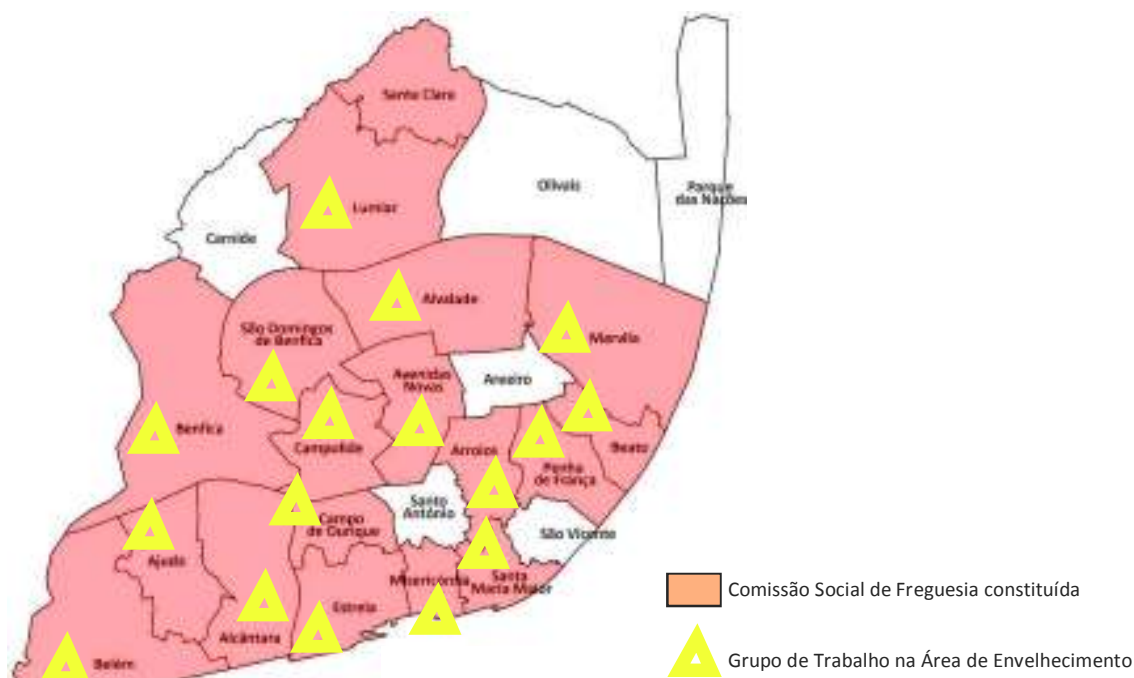 Santa Clara
Olivais
Parque
das Nações
Lumiar
Carnide
Alvalade
São Domingos
de Benfica
Marvila
Avenidas
Novas
Areeiro
Benfica
Campolide
Arroios
Beato
Penha
de França
Santo
António
Campo
de Ourique
São Vicente
Ajuda
Misericórdia
Santa
Maria Maior
Estrela
Alcântara
Belém
Comissão Social de Freguesia constituída
Grupo de Trabalho na Área de Envelhecimento